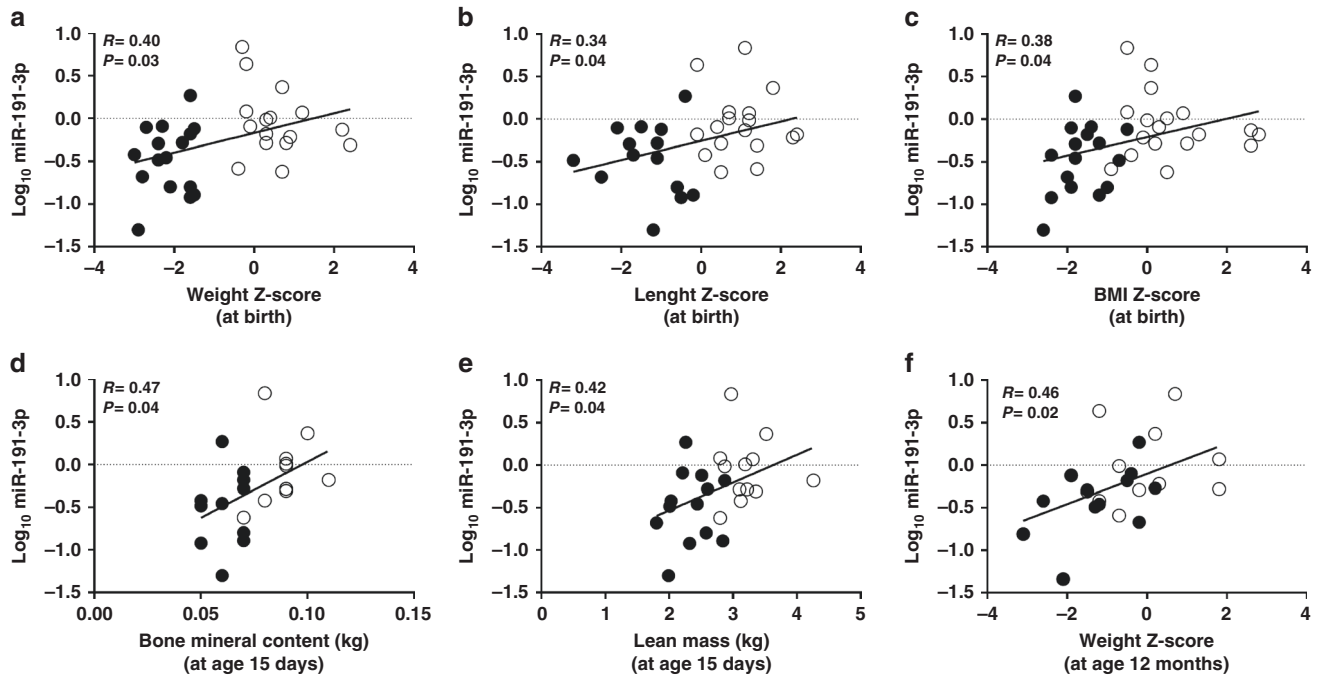 a
b
c
1.0
0.5
0.0
–0.5
–1.0
–1.5
Log10 miR-191-3p
R= 0.40
P= 0.03
–4
–2
0
2
4
Weight Z-score
(at birth)
1.0
0.5
0.0
–0.5
–1.0
–1.5
Log10 miR-191-3p
R= 0.34
P= 0.04
–4
–2
0
2
4
Lenght Z-score
(at birth)
1.0
0.5
0.0
–0.5
–1.0
–1.5
Log10 miR-191-3p
R= 0.38
P= 0.04
–4
–2
0
2
4
BMI Z-score
(at birth)
d
e
f
1.0
0.5
0.0
–0.5
–1.0
–1.5
Log10 miR-191-3p
R= 0.47
P= 0.04
0.00
0.05
0.10
0.15
Bone mineral content (kg)
(at age 15 days)
1.0
0.5
0.0
–0.5
–1.0
–1.5
Log10 miR-191-3p
R= 0.42
P= 0.04
0
1
2
3
4
5
Lean mass (kg)
(at age 15 days)
1.0
0.5
0.0
–0.5
–1.0
–1.5
Log10 miR-191-3p
R= 0.46
P= 0.02
–4
–2
0
2
4
Weight Z-score
(at age 12 months)